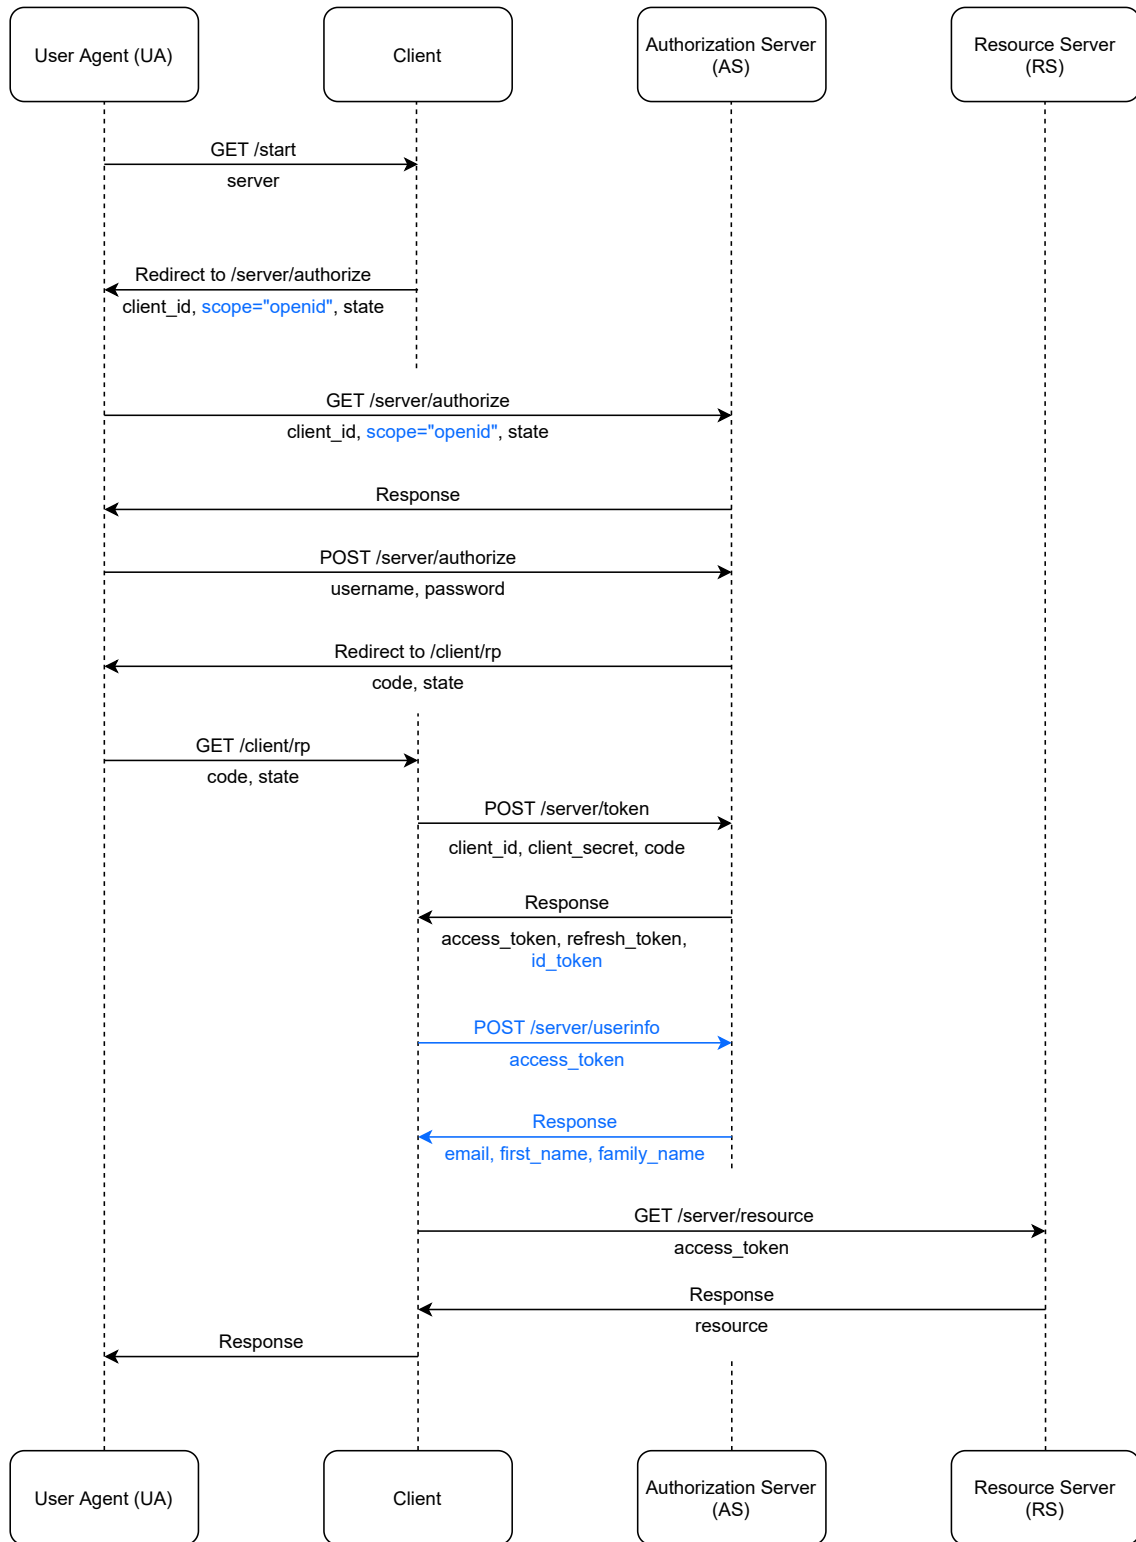 User Agent (UA)
Client
Authorization Server
(AS)
Resource Server
(RS)
GET /start
server
Redirect to /server/authorize
client_id, scope="openid", state
GET /server/authorize
client_id, scope="openid", state
Response
POST /server/authorize
username, password
Redirect to /client/rp
code, state
GET /client/rp
code, state
POST /server/token
client_id, client_secret, code
Response
access_token, refresh_token,
id_token
POST /server/userinfo
access_token
Response
email, first_name, family_name
GET /server/resource
access_token
Response
resource
Response
User Agent (UA)
Client
Authorization Server
(AS)
Resource Server
(RS)